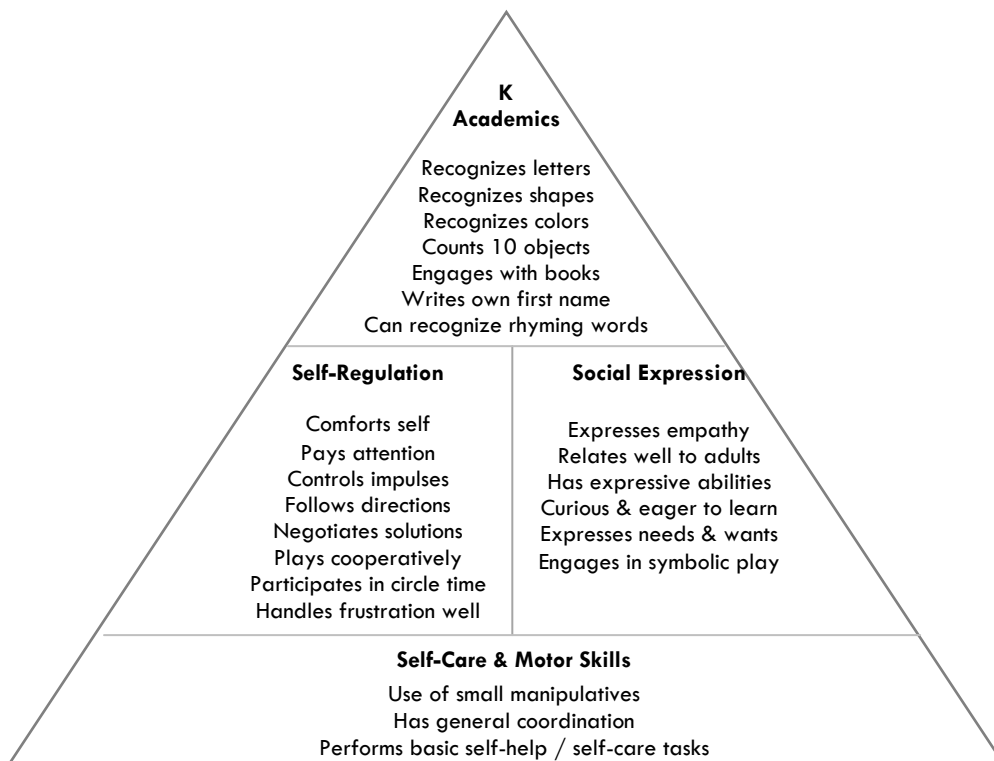 K
Academics
Recognizes letters
Recognizes shapes
Recognizes colors
Counts 10 objects
Engages with books
Writes own first name
Can recognize rhyming words
Self-Regulation
Comforts self
Pays attention
Controls impulses
Follows directions
Negotiates solutions
Plays cooperatively
Participates in circle time
Handles frustration well
Social Expression
Expresses empathy
Relates well to adults
Has expressive abilities
Curious & eager to learn
Expresses needs & wants
Engages in symbolic play
Self-Care & Motor Skills
Use of small manipulatives
Has general coordination
Performs basic self-help / self-care tasks